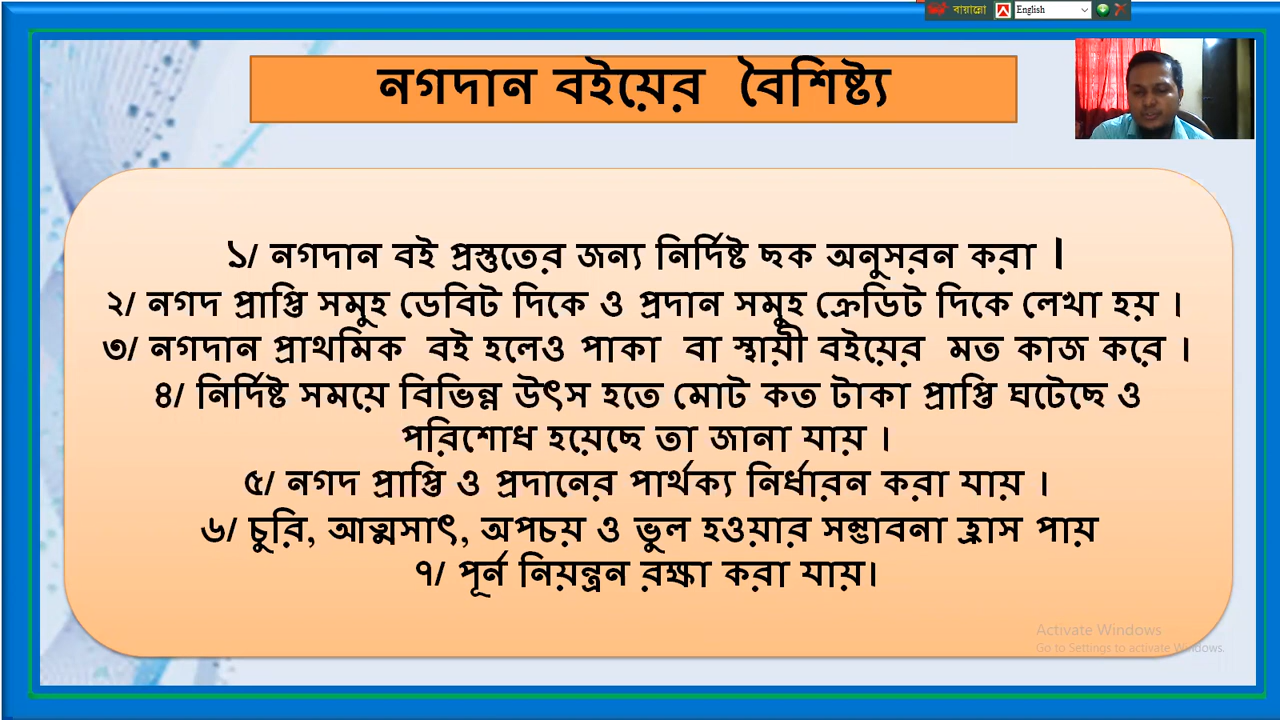 বায়ান্নো English
নগদান বইয়ের বৈশিষ্ট্য
১/ নগদান বই প্রস্তুতের জন্য নির্দিষ্ট ছক অনুসরন করা |
২/ নগদ প্রাপ্তি সমুহ ডেবিট দিকে ও প্রদান সমুহ ক্রেডিট দিকে লেখা হয় ।
৩/ নগদান প্রাথমিক বই হলেও পাকা বা স্থায়ী বইয়ের মত কাজ করে ।
৪/ নির্দিষ্ট সময়ে বিভিন্ন উৎস হতে মোট কত টাকা প্রাপ্তি ঘটেছে ও
পরিশোধ হয়েছে তা জানা যায় ।
৫/ নগদ প্রাপ্তি ও প্রদানের পার্থক্য নির্ধারন করা যায় ।
৬/ চুরি, আত্মসাৎ, অপচয় ও ভুল হওয়ার সম্ভাবনা হ্রাস পায়
৭/ পূর্ন নিয়ন্ত্রন রক্ষা করা যায়।
Activate Windows
Go to Settings to activate Windows.